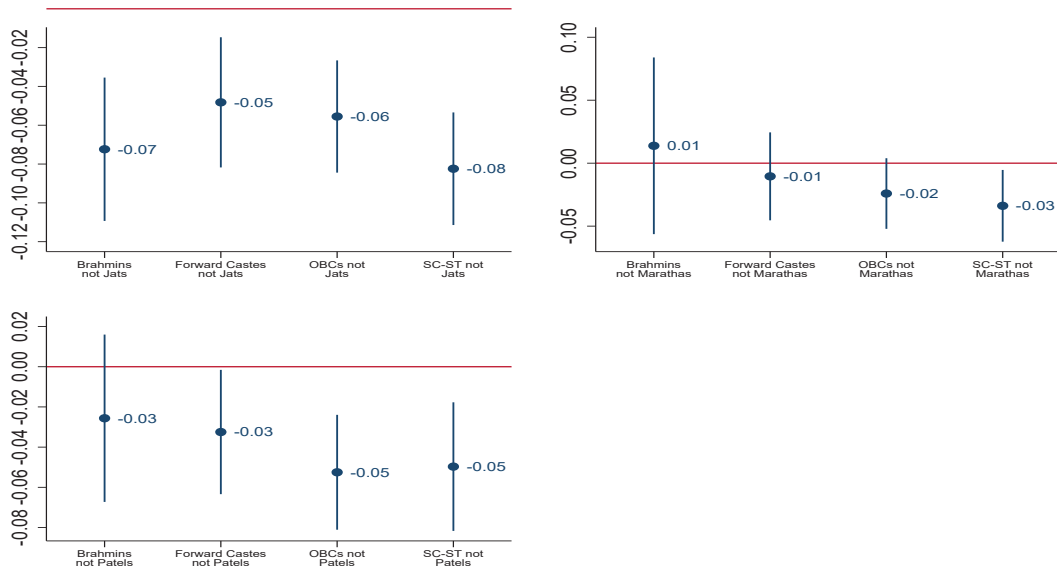 -0.02
-0.04
-0.06
-0.08
-0.10
-0.12
-0.07
-0.05
-0.06
-0.08
Brahmins
not Jats
Forward Castes
not Jats
OBCs not
Jats
SC-ST not
Jats
0.10
0.05
0.00
-0.05
0.01
-0.01
-0.02
-0.03
Brahmins
not Marathas
Forward Castes
not Marathas
OBCs not
Marathas
SC-ST not
Marathas
0.02
0.00
-0.02
-0.04
-0.06
-0.08
-0.03
-0.03
-0.05
-0.05
Brahmins
not Patels
Forward Castes
not Patels
OBCs not
Patels
SC-ST not
Patels